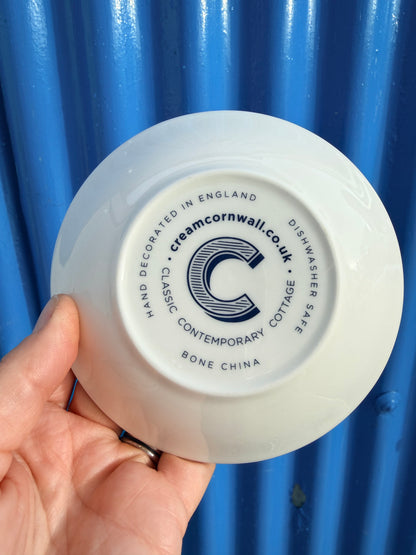 HAND DECORATED IN ENGLAND
DISHWASHER SAFE
BONE CHINA
• creamcornwall.co.uk •
CLASSIC CONTEMPORARY COTTAGE
C